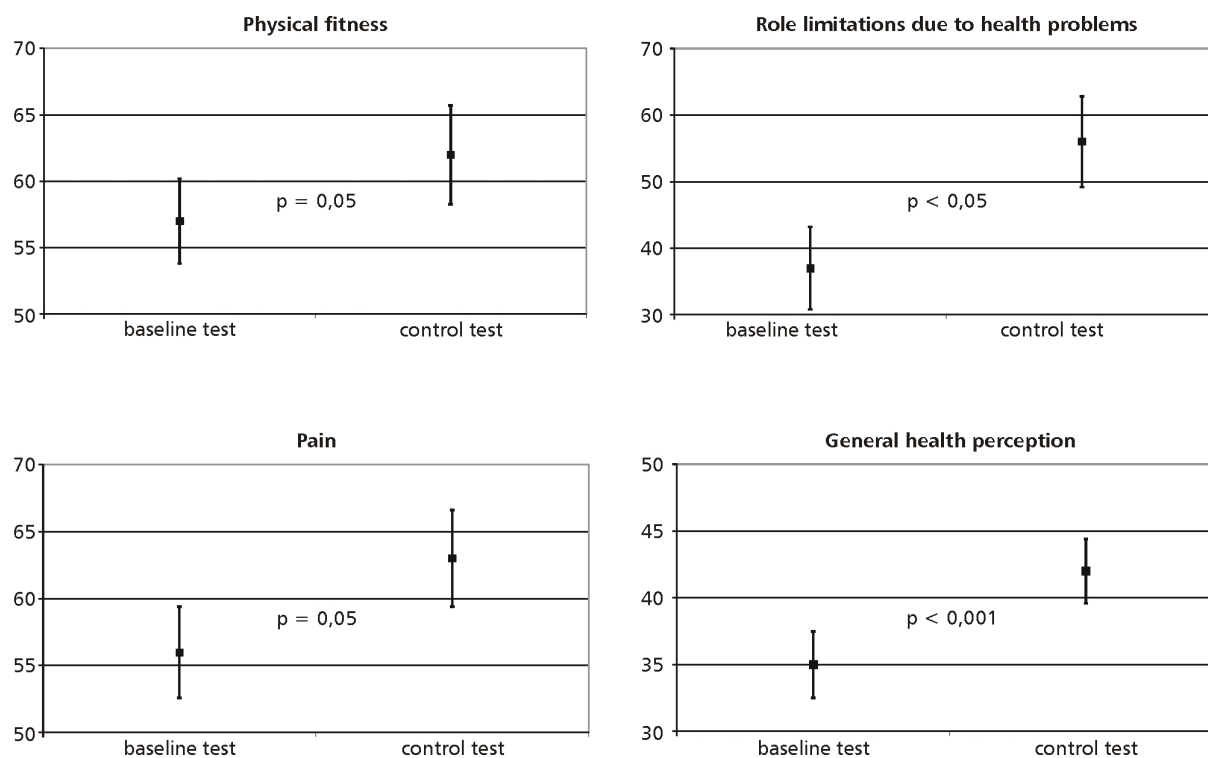 Physical fitness
70
65
60
55
50
p = 0,05
baseline test
control test
Role limitations due to health problems
70
60
50
40
30
p < 0,05
baseline test
control test
Pain
70
65
60
55
50
p = 0,05
baseline test
control test
General health perception
50
45
40
35
30
p < 0,001
baseline test
control test